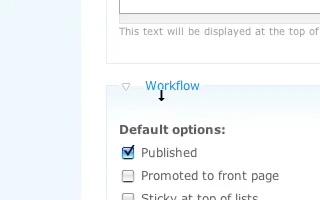 This text will be displayed at the top of
Workflow
Default options:
Published
Promoted to front page
Sticky at top of lists